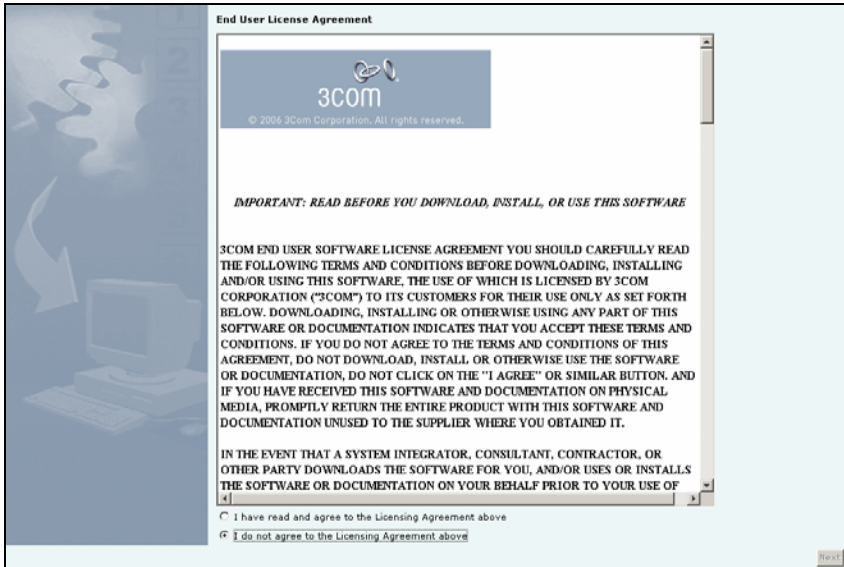 End User License Agreement
3COM
© 2006 3Com Corporation. All rights reserved.
IMPORTANT: READ BEFORE YOU DOWNLOAD, INSTALL, OR USE THIS SOFTWARE
3COM END USER SOFTWARE LICENSE AGREEMENT YOU SHOULD CAREFULLY READ
THE FOLLOWING TERMS AND CONDITIONS BEFORE DOWNLOADING, INSTALLING
AND/OR USING THIS SOFTWARE, THE USE OF WHICH IS LICENSED BY 3COM
CORPORATION ("3COM") TO ITS CUSTOMERS FOR THEIR USE ONLY AS SET FORTH
BELOW. DOWNLOADING, INSTALLING OR OTHERWISE USING ANY PART OF THIS
SOFTWARE OR DOCUMENTATION INDICATES THAT YOU ACCEPT THESE TERMS AND
CONDITIONS. IF YOU DO NOT AGREE TO THE TERMS AND CONDITIONS OF THIS
AGREEMENT, DO NOT DOWNLOAD, INSTALL OR OTHERWISE USE THE SOFTWARE
OR DOCUMENTATION, DO NOT CLICK ON THE "I AGREE" OR SIMILAR BUTTON. AND
IF YOU HAVE RECEIVED THIS SOFTWARE AND DOCUMENTATION ON PHYSICAL
MEDIA, PROMPTLY RETURN THE ENTIRE PRODUCT WITH THIS SOFTWARE AND
DOCUMENTATION UNUSED TO THE SUPPLIER WHERE YOU OBTAINED IT.
IN THE EVENT THAT A SYSTEM INTEGRATOR, CONSULTANT, CONTRACTOR, OR
OTHER PARTY DOWNLOADS THE SOFTWARE FOR YOU, AND/OR USES OR INSTALLS
THE SOFTWARE OR DOCUMENTATION ON YOUR BEHALF PRIOR TO YOUR USE OF
I have read and agree to the Licensing Agreement above
I do not agree to the Licensing Agreement above
Next